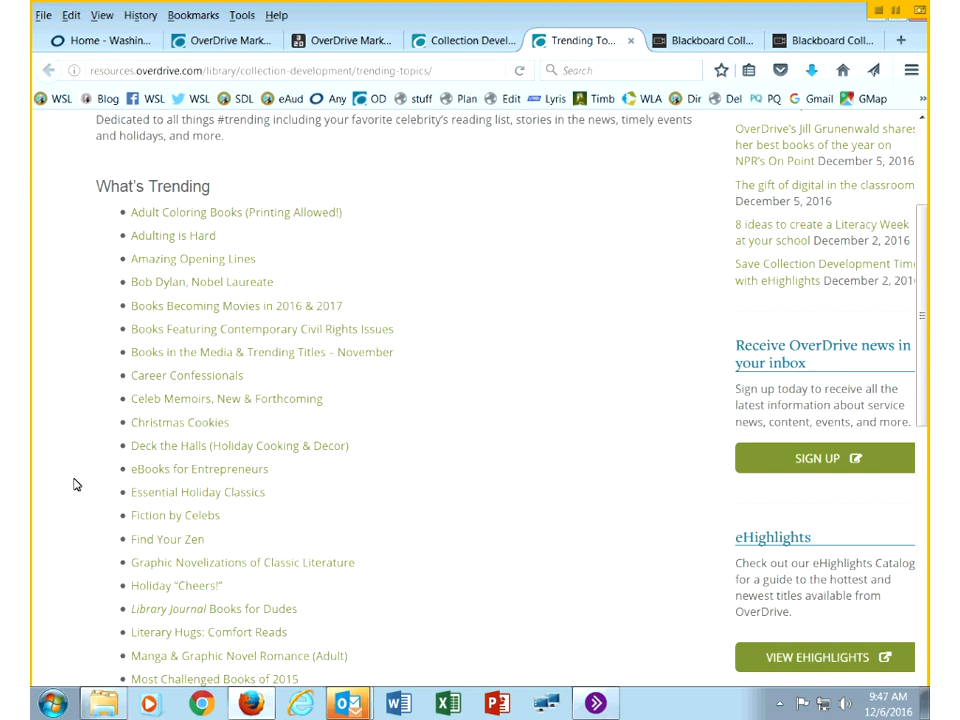 File Edit View History Bookmarks Tools Help
Home - Washin...
OverDrive Mark...
OverDrive Mark...
Collection Devel...
Trending To... ×
Blackboard Coll...
Blackboard Coll...
+
resources.overdrive.com/library/collection-development/trending-topics/
Search
WSL Blog WSL WSL SDL eAud Any OD stuff Plan Edit Lyris Timb WLA Dir Del PQ PQ Gmail GMap »
Dedicated to all things #trending including your favorite celebrity's reading list, stories in the news, timely events
and holidays, and more.
What's Trending
• Adult Coloring Books (Printing Allowed!)
• Adulting is Hard
• Amazing Opening Lines
• Bob Dylan, Nobel Laureate
• Books Becoming Movies in 2016 & 2017
• Books Featuring Contemporary Civil Rights Issues
• Books in the Media & Trending Titles - November
• Career Confessionals
• Celeb Memoirs, New & Forthcoming
• Christmas Cookies
• Deck the Halls (Holiday Cooking & Decor)
• eBooks for Entrepreneurs
• Essential Holiday Classics
• Fiction by Celebs
• Find Your Zen
• Graphic Novelizations of Classic Literature
• Holiday "Cheers!"
• Library Journal Books for Dudes
• Literary Hugs: Comfort Reads
• Manga & Graphic Novel Romance (Adult)
• Most Challenged Books of 2015
OverDrive's Jill Grunenwald shares
her best books of the year on
NPR's On Point December 5, 2016
The gift of digital in the classroom
December 5, 2016
8 ideas to create a Literacy Week
at your school December 2, 2016
Save Collection Development Tim
with eHighlights December 2, 201
Receive OverDrive news in
your inbox
Sign up today to receive all the
latest information about service
news, content, events, and more.
SIGN UP
eHighlights
Check out our eHighlights Catalog
for a guide to the hottest and
newest titles available from
OverDrive.
VIEW EHIGHLIGHTS
9:47 AM
12/6/2016